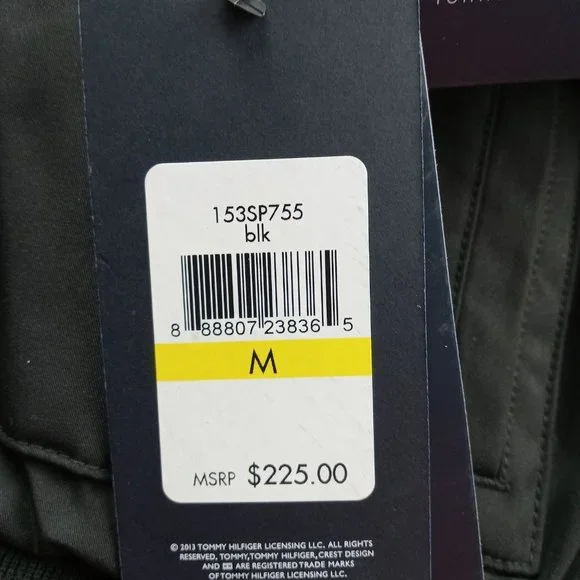 153SP755
blk
8 88807 23836 5
M
MSRP $225.00
© 2013 TOMMY HILFIGER LICENSING LLC. ALL RIGHTS
RESERVED. TOMMY, TOMMY HILFIGER, CREST DESIGN
AND ARE REGISTERED TRADE MARKS
OF TOMMY HILFIGER LICENSING LLC.